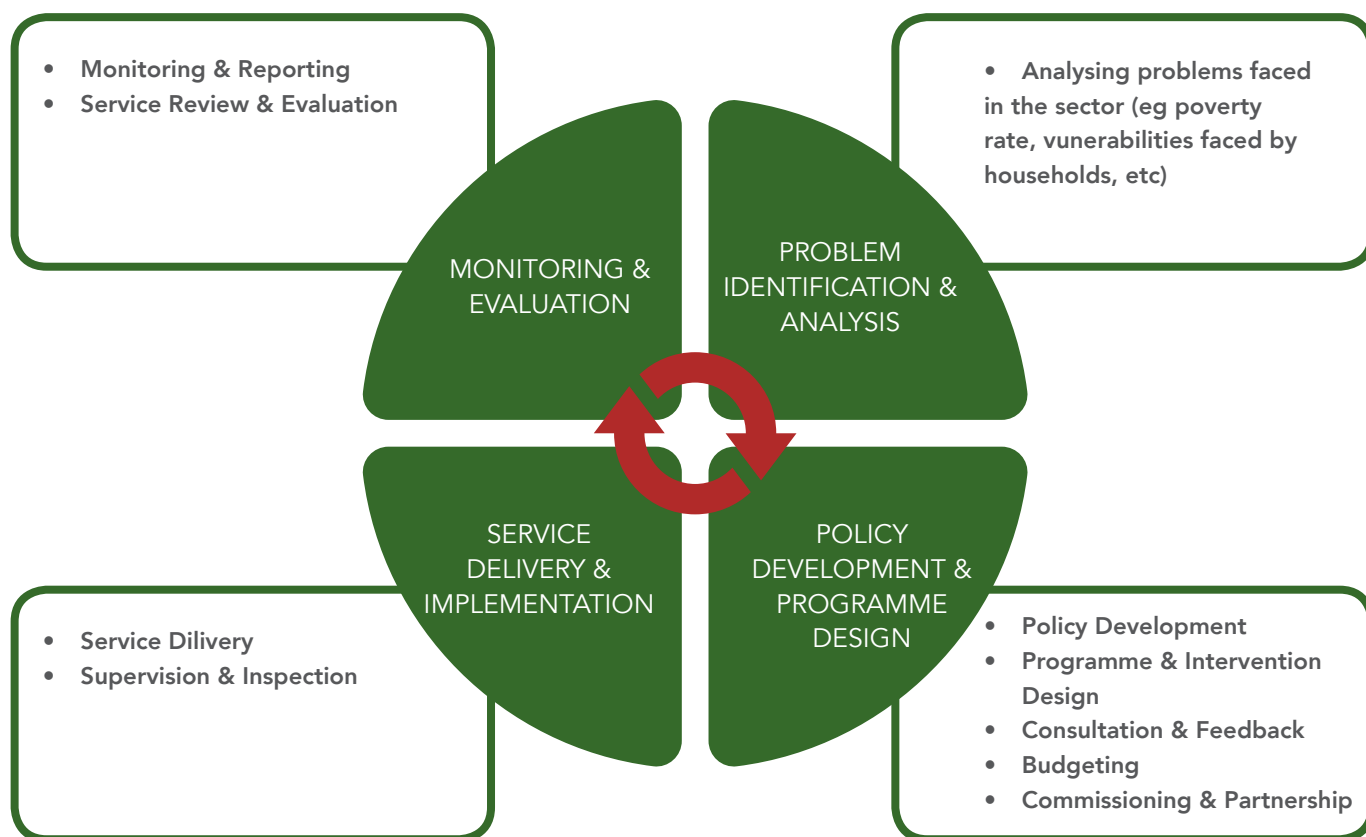 • Monitoring & Reporting
• Service Review & Evaluation
• Analysing problems faced
in the sector (eg poverty
rate, vunerabilities faced by
households, etc)
MONITORING &
EVALUATION
PROBLEM
IDENTIFICATION &
ANALYSIS
SERVICE
DELIVERY &
IMPLEMENTATION
POLICY
DEVELOPMENT &
PROGRAMME
DESIGN
• Service Dilivery
• Supervision & Inspection
• Policy Development
• Programme & Intervention
Design
• Consultation & Feedback
• Budgeting
• Commissioning & Partnership